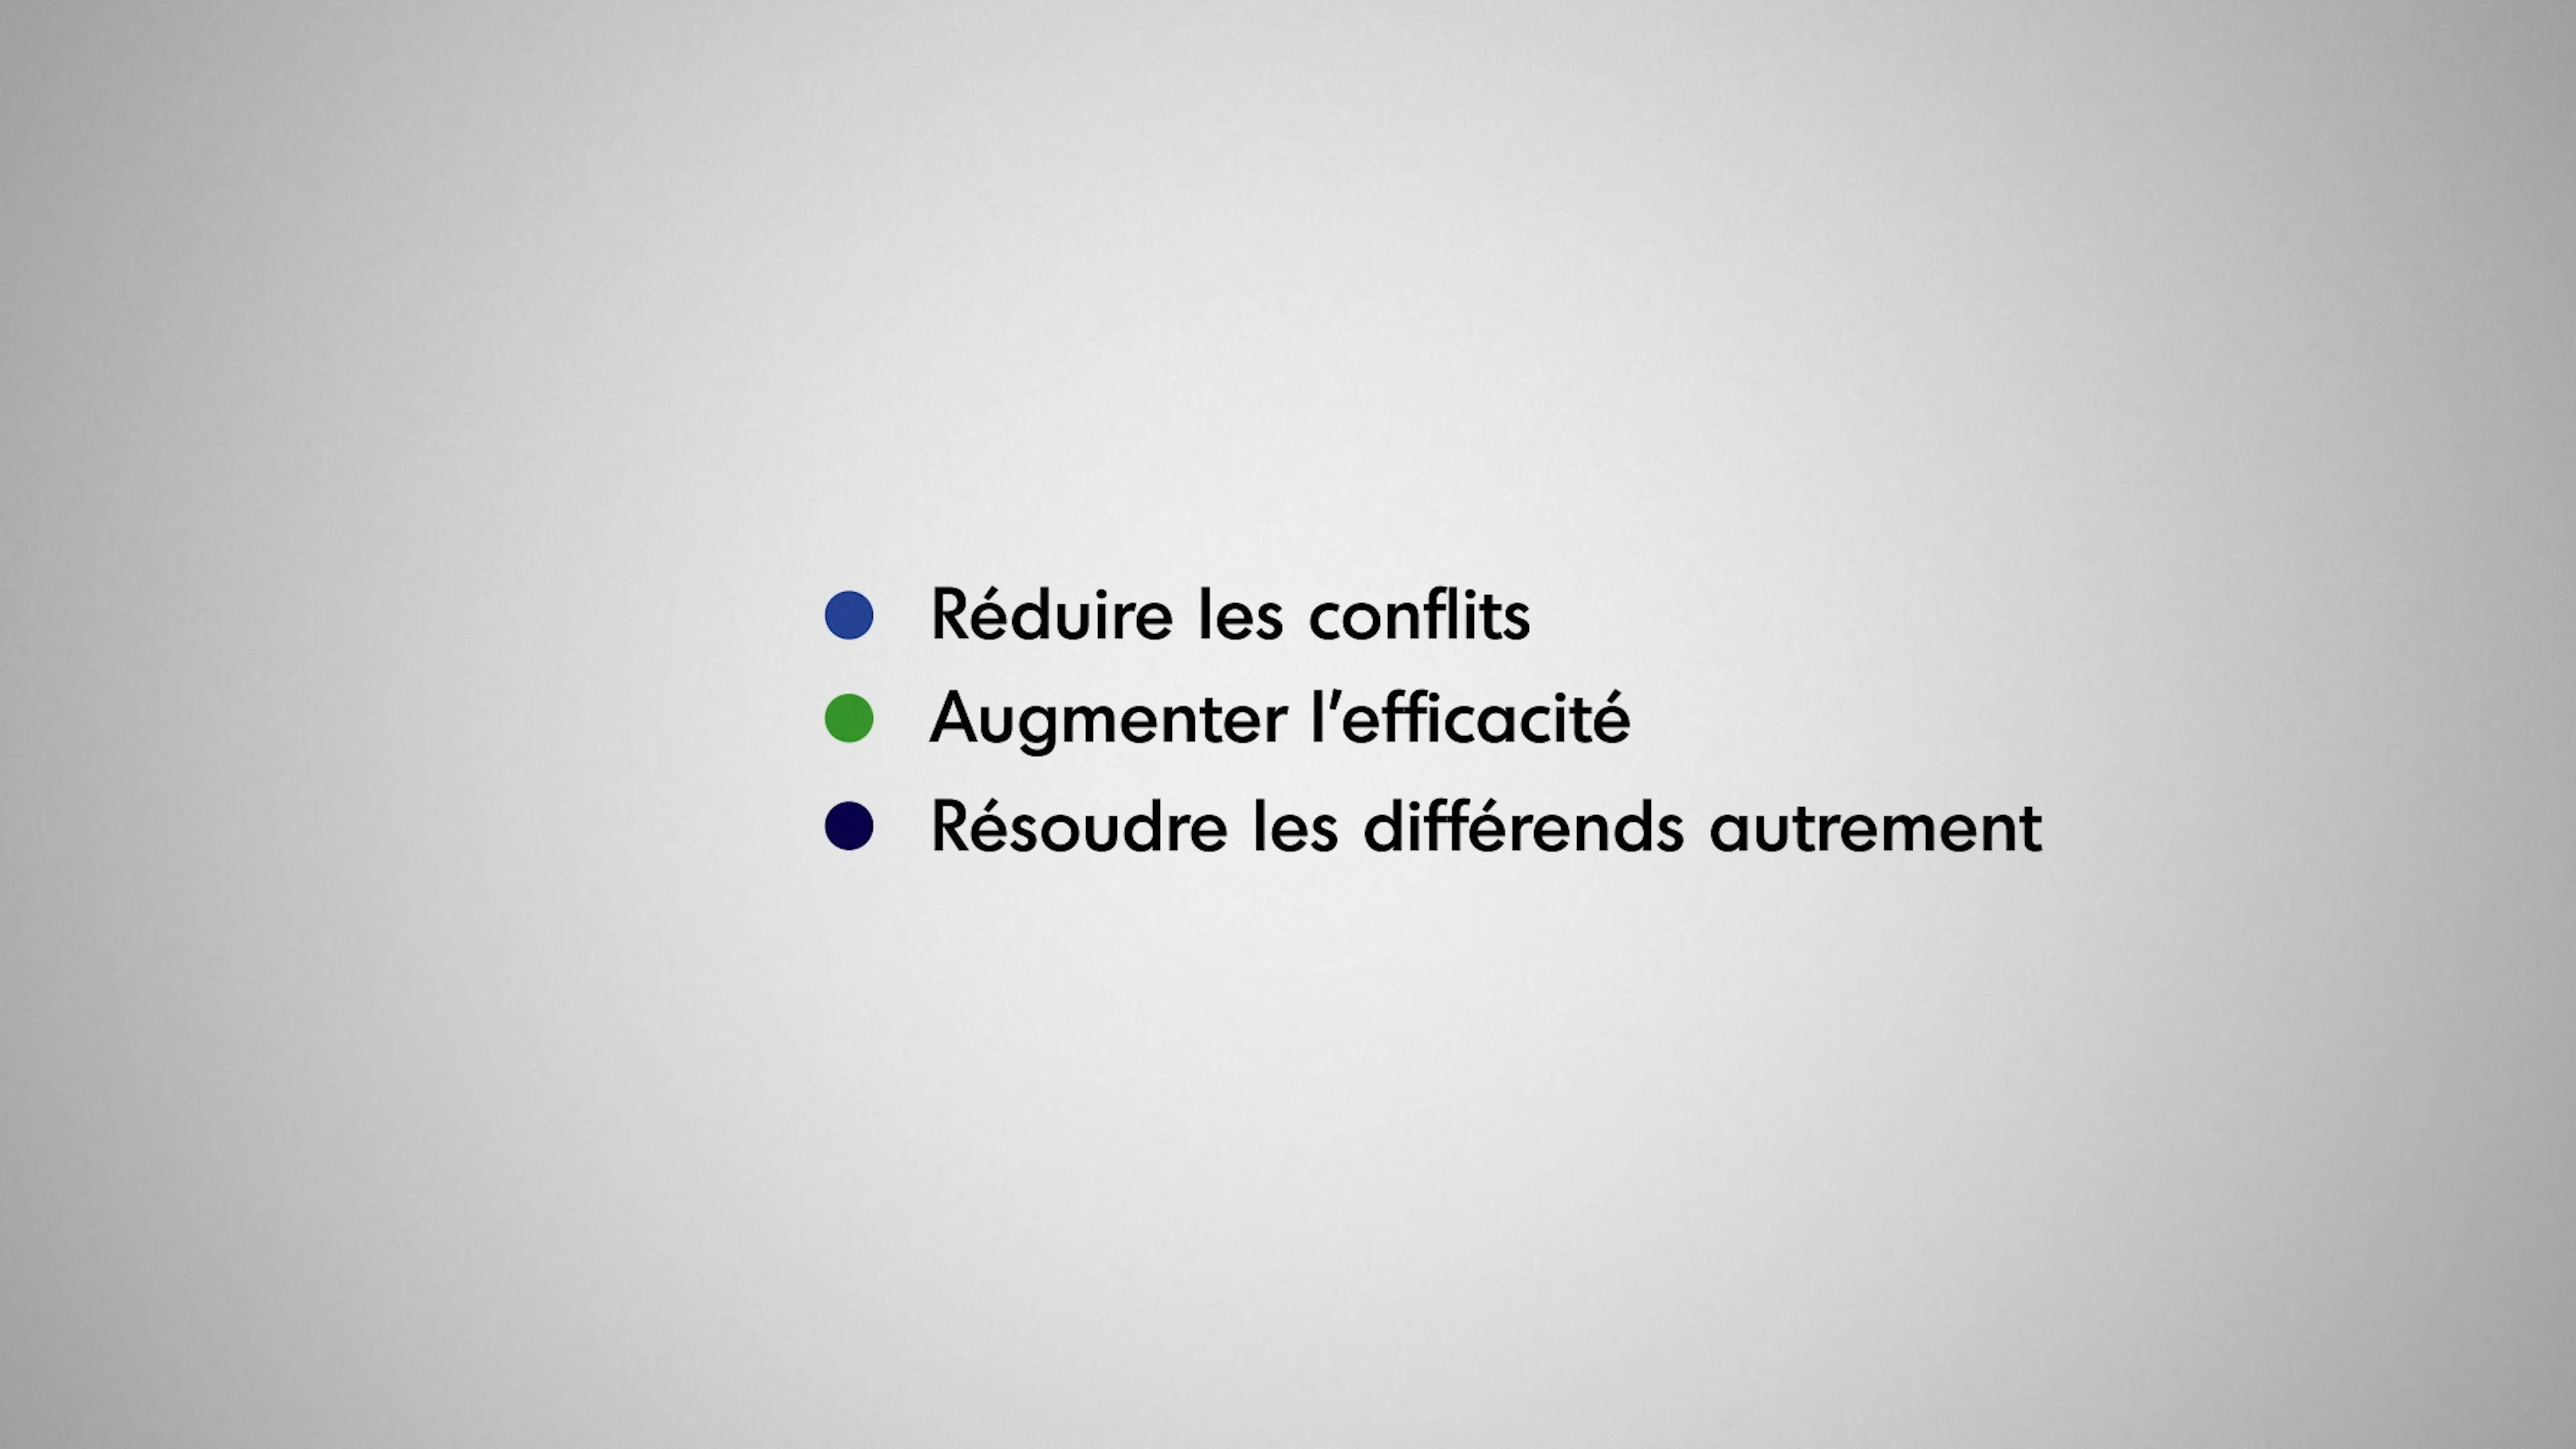 Réduire les conflits
Augmenter l’efficacité
Résoudre les différends autrement